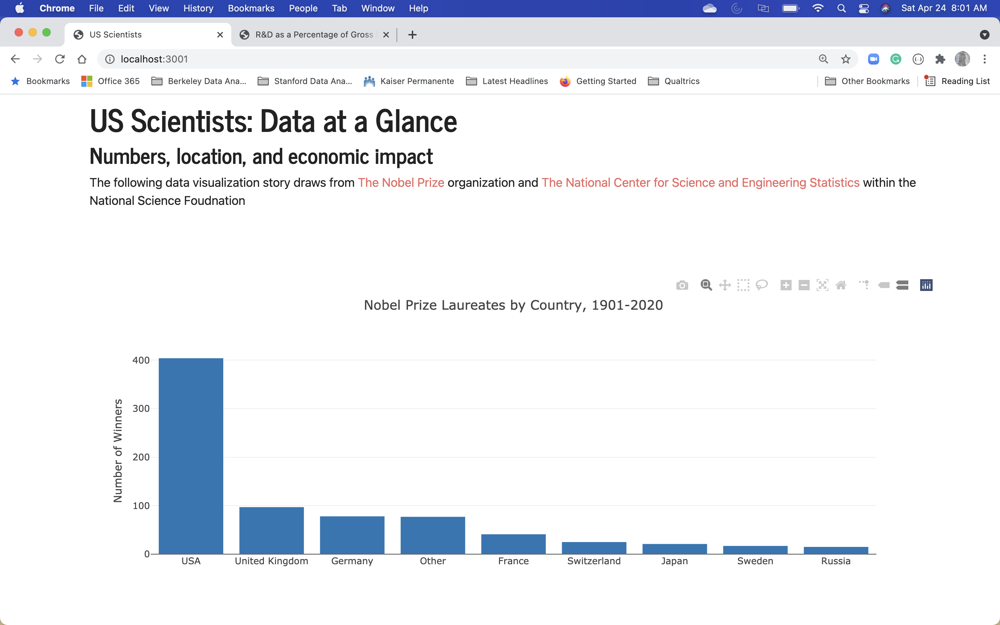 Chrome File Edit View History Bookmarks People Tab Window Help Sat Apr 24 8:01 AM
US Scientists R&D as a Percentage of Gross
localhost:3001
Bookmarks Office 365 Berkeley Data Ana... Stanford Data Ana... Kaiser Permanente Latest Headlines Getting Started Qualtrics Other Bookmarks Reading List
US Scientists: Data at a Glance
Numbers, location, and economic impact
The following data visualization story draws from The Nobel Prize organization and The National Center for Science and Engineering Statistics within the
National Science Foudnation
Nobel Prize Laureates by Country, 1901-2020
Number of Winners
400
300
200
100
0
USA United Kingdom Germany Other France Switzerland Japan Sweden Russia